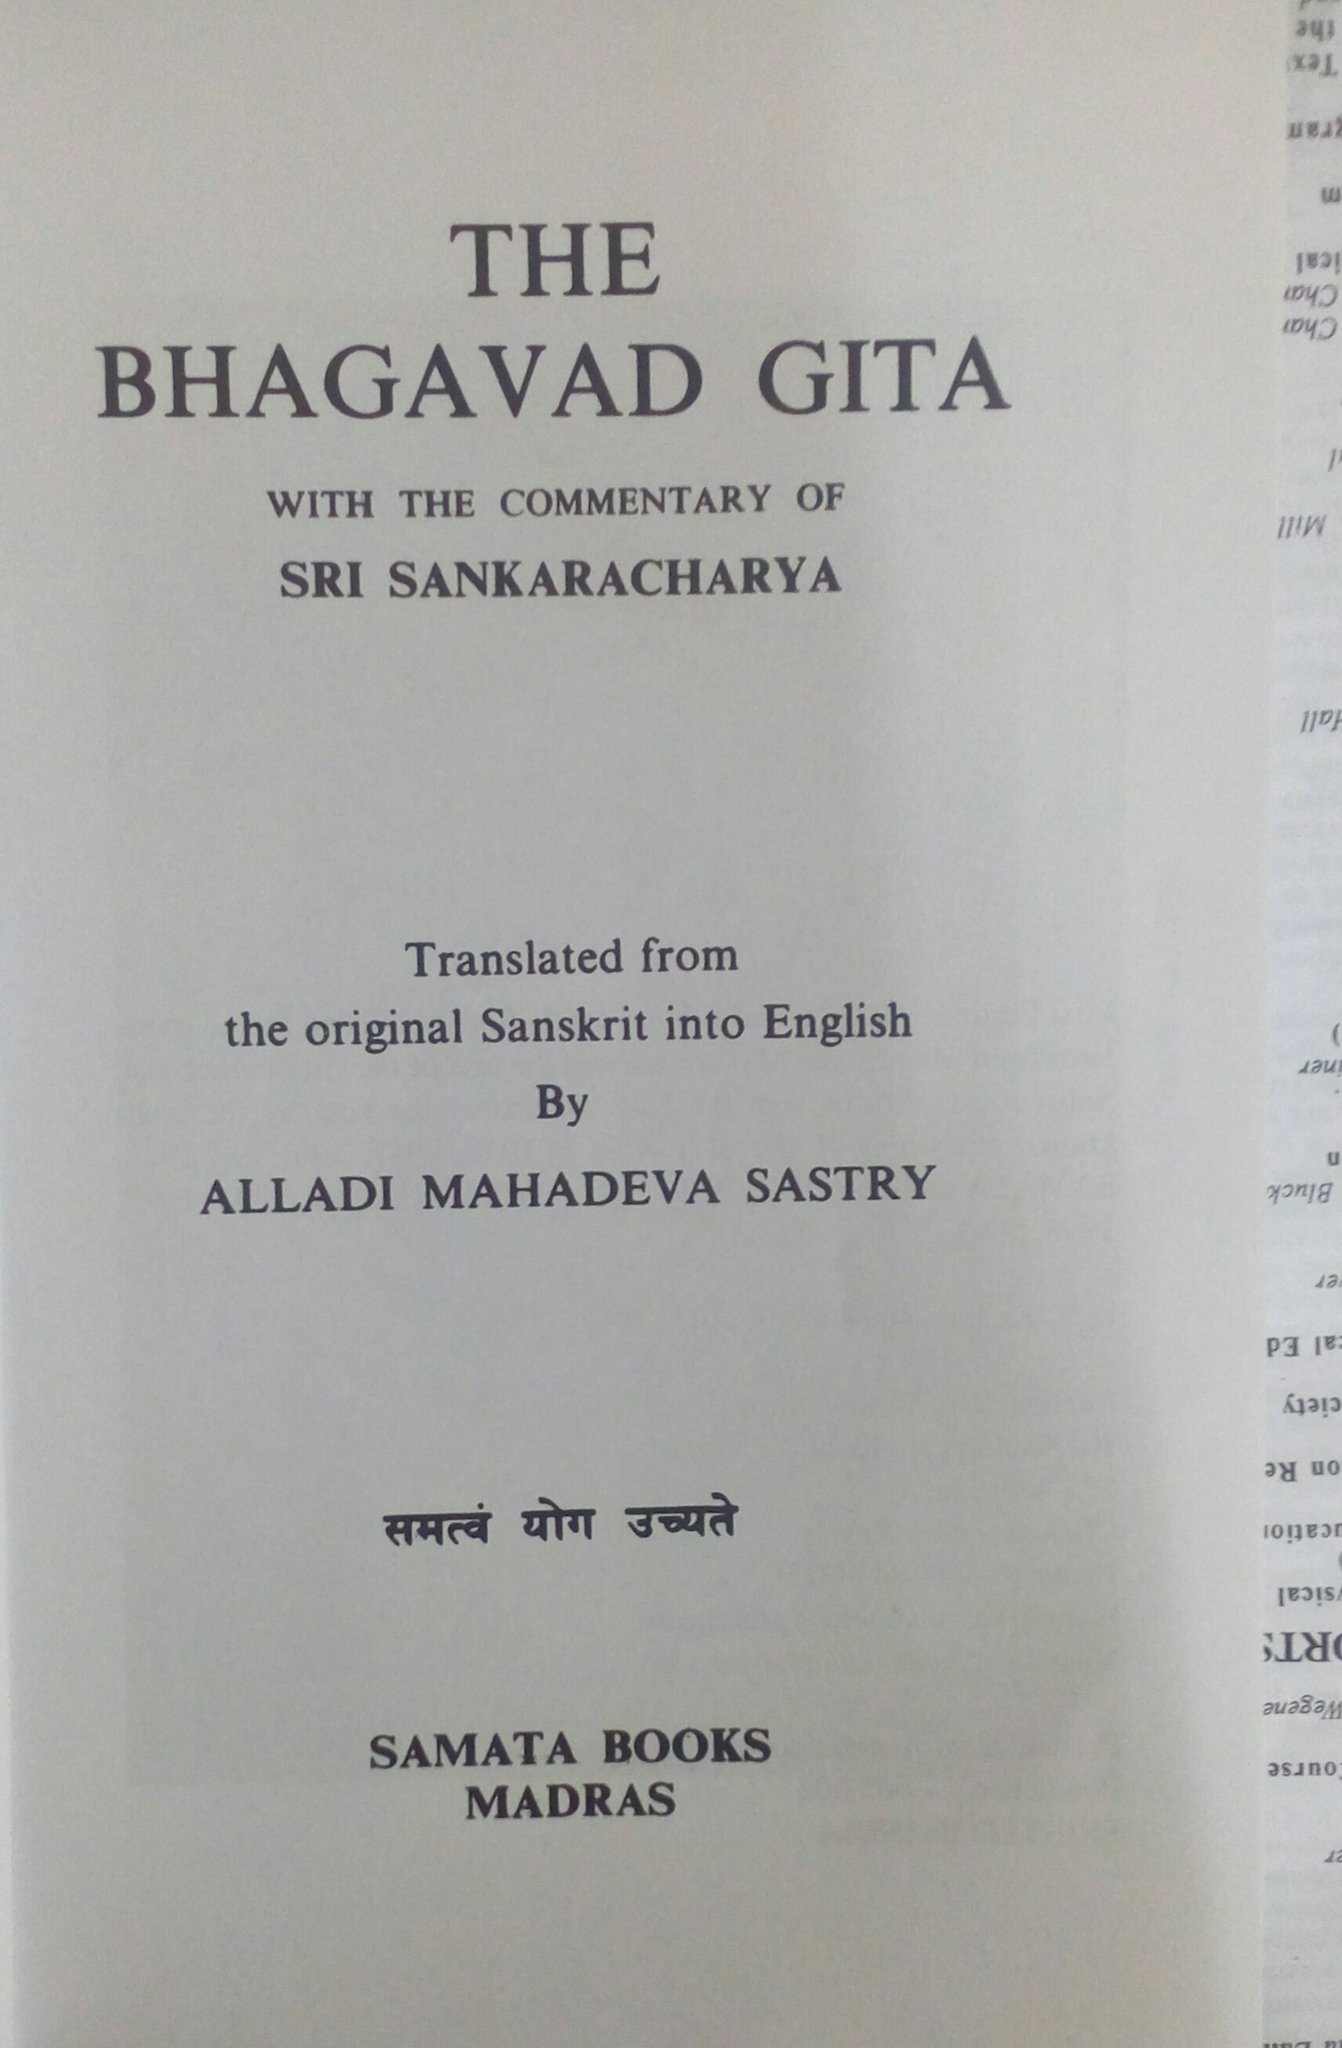 THE
BHAGAVAD GITA
WITH THE COMMENTARY OF
SRI SANKARACHARYA
Translated from
the original Sanskrit into English
By
ALLADI MAHADEVA SASTRY
समत्वं योग उच्यते
SAMATA BOOKS
MADRAS